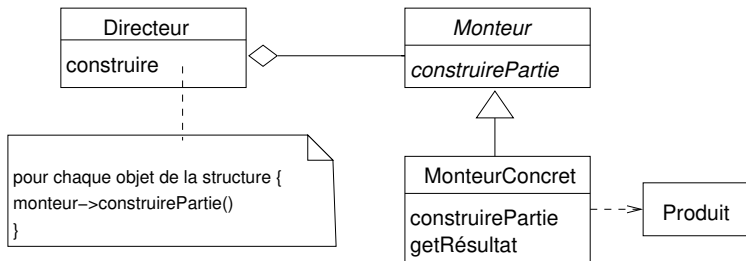 Directeur
construire
Monteur
construirePartie
pour chaque objet de la structure {
monteur->construirePartie()
}
MonteurConcret
construirePartie
getRésultat
Produit